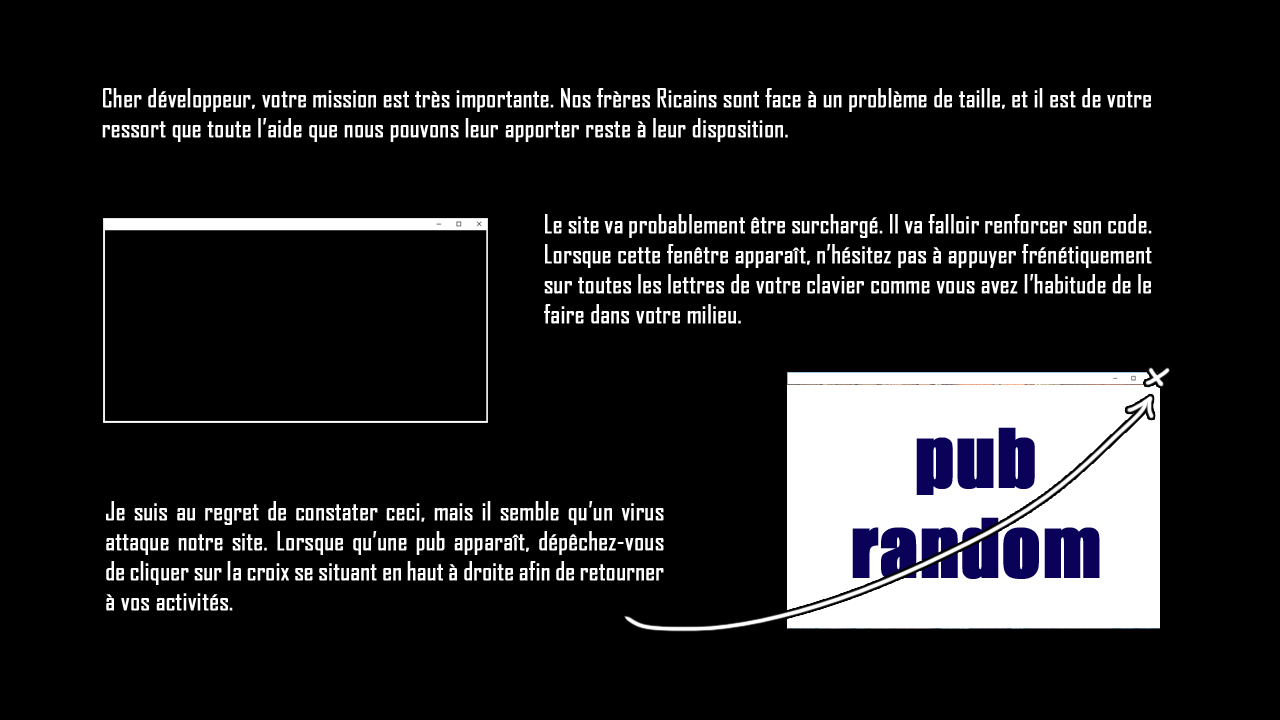 Cher développeur, votre mission est très importante. Nos frères Ricains sont face à un problème de taille, et il est de votre
ressort que toute l'aide que nous pouvons leur apporter reste à leur disposition.
Le site va probablement être surchargé. Il va falloir renforcer son code.
Lorsque cette fenêtre apparaît, n'hésitez pas à appuyer frénétiquement
sur toutes les lettres de votre clavier comme vous avez l'habitude de le
faire dans votre milieu.
pub
random
Je suis au regret de constater ceci, mais il semble qu'un virus
attaque notre site. Lorsque qu'une pub apparaît, dépêchez-vous
de cliquer sur la croix se situant en haut à droite afin de retourner
à vos activités.